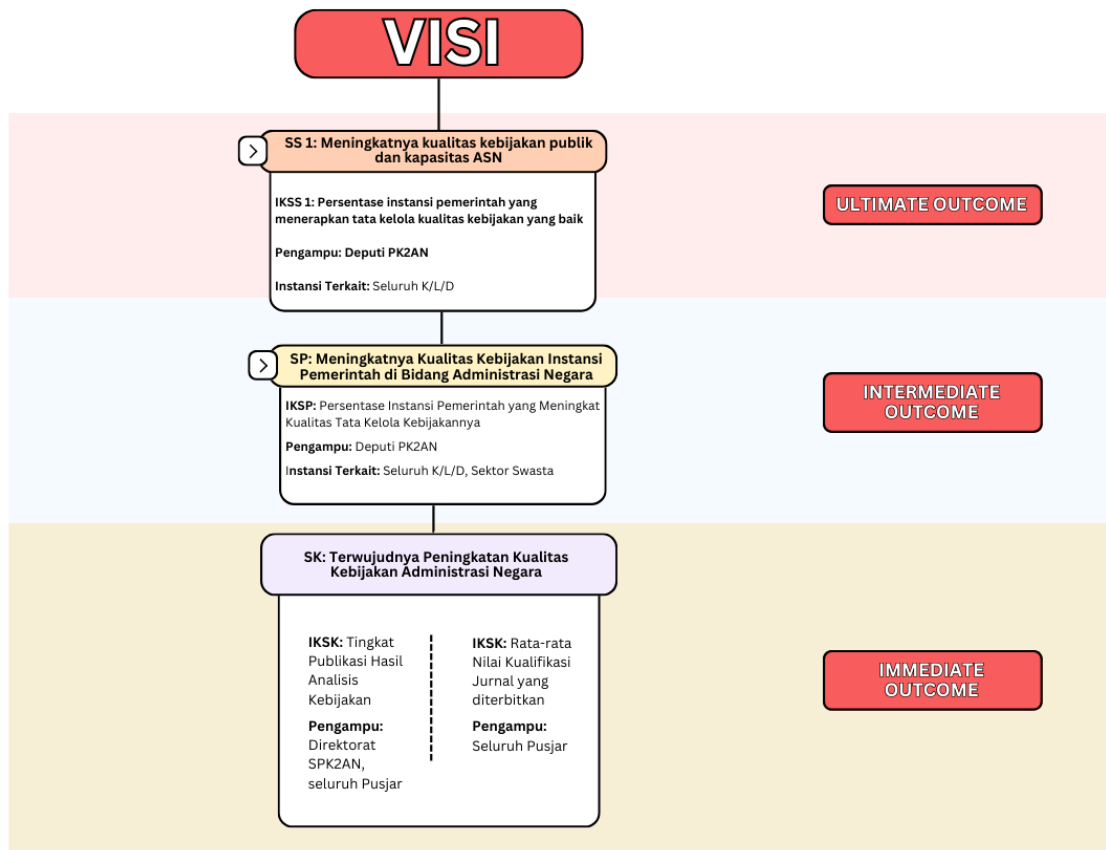 VISI
SS 1: Meningkatnya kualitas kebijakan publik
dan kapasitas ASN
IKSS 1: Persentase instansi pemerintah yang
menerapkan tata kelola kualitas kebijakan yang baik
Pengampu: Deputi PK2AN
Instansi Terkait: Seluruh K/L/D
ULTIMATE OUTCOME
SP: Meningkatnya Kualitas Kebijakan Instansi
Pemerintah di Bidang Administrasi Negara
IKSP: Persentase Instansi Pemerintah yang Meningkat
Kualitas Tata Kelola Kebijakannya
Pengampu: Deputi PK2AN
Instansi Terkait: Seluruh K/L/D, Sektor Swasta
INTERMEDIATE
OUTCOME
SK: Terwujudnya Peningkatan Kualitas
Kebijakan Administrasi Negara
IKSK: Tingkat
Publikasi Hasil
Analisis
Kebijakan
Pengampu:
Direktorat
SPK2AN,
seluruh Pusjar
IKSK: Rata-rata
Nilai Kualifikasi
Jurnal yang
diterbitkan
Pengampu:
Seluruh Pusjar
IMMEDIATE
OUTCOME